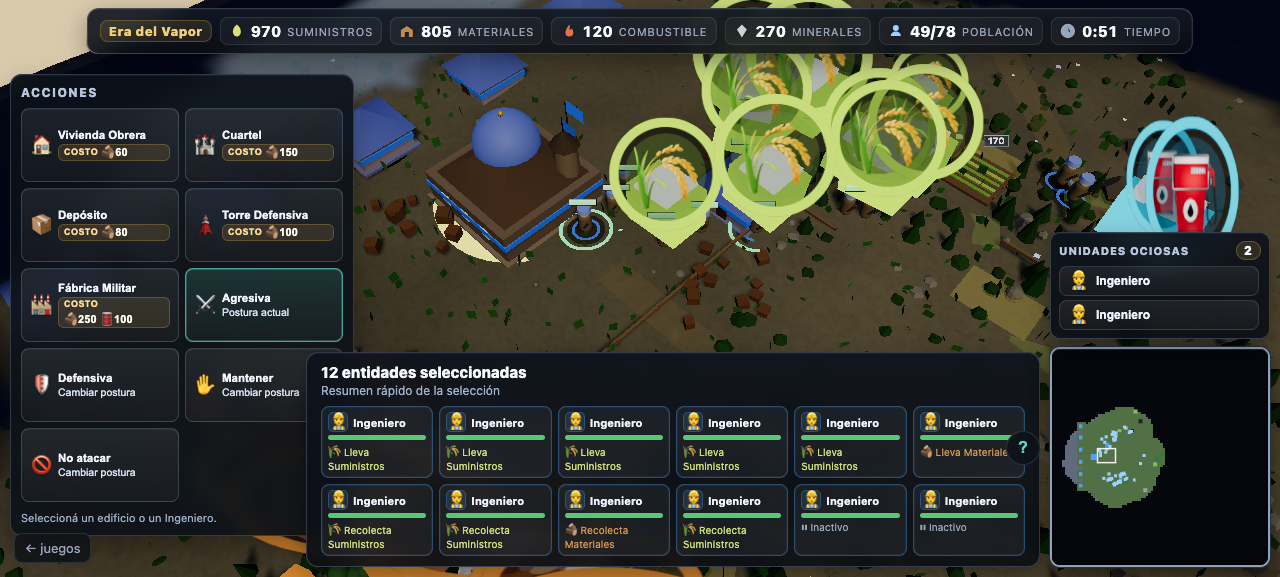 Era del Vapor
970 SUMINISTROS
805 MATERIALES
120 COMBUSTIBLE
270 MINERALES
49/78 POBLACIÓN
0:51 TIEMPO
ACCIONES
Vivienda Obrera
COSTO 60
Cuartel
COSTO 150
Depósito
COSTO 80
Torre Defensiva
COSTO 100
Fábrica Militar
COSTO
250 100
Agresiva
Postura actual
Defensiva
Cambiar postura
Mantener
Cambiar postura
No atacar
Cambiar postura
Seleccioná un edificio o un Ingeniero.
← juegos
170
UNIDADES OCIOSAS 2
Ingeniero
Ingeniero
12 entidades seleccionadas
Resumen rápido de la selección
Ingeniero
Lleva
Suministros
Ingeniero
Lleva
Suministros
Ingeniero
Lleva
Suministros
Ingeniero
Lleva
Suministros
Ingeniero
Lleva
Suministros
Ingeniero
Lleva Materiale
?
Ingeniero
Recolecta
Suministros
Ingeniero
Recolecta
Suministros
Ingeniero
Recolecta
Materiales
Ingeniero
Recolecta
Suministros
Ingeniero
Inactivo
Ingeniero
Inactivo